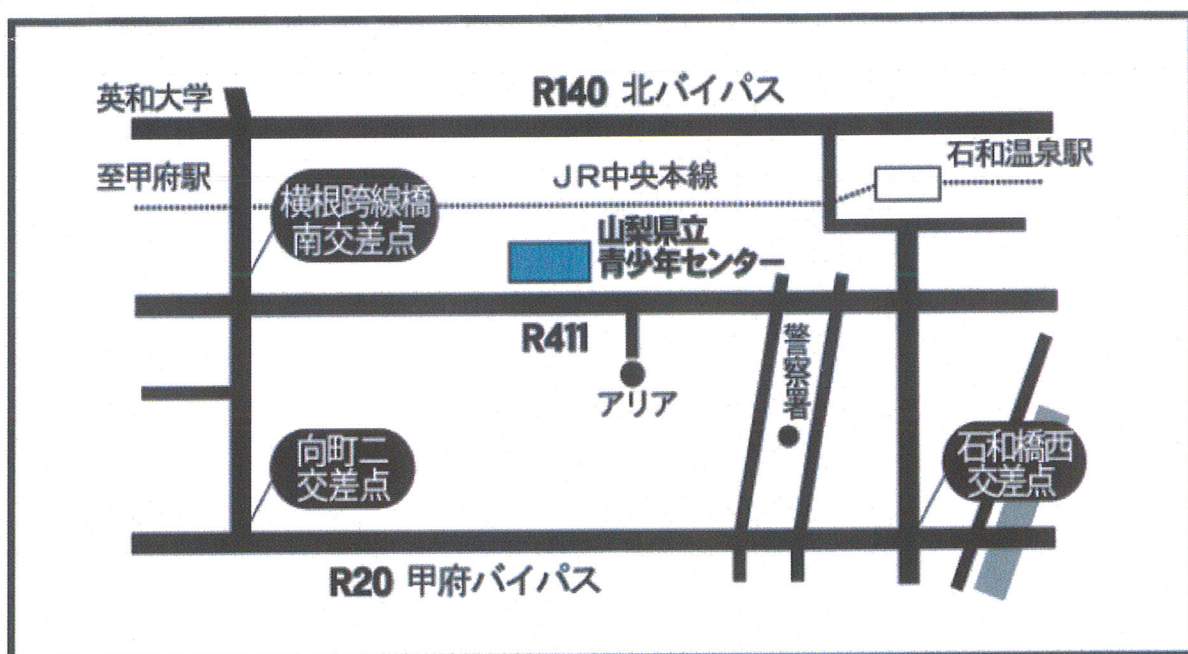 英和大学
R140 北バイパス
至甲府駅
JR中央本線
石和温泉駅
横根跨線橋
南交差点
山梨県立
青少年センター
R411
アリア
警察署
向町二
交差点
石和橋西
交差点
R20 甲府バイパス